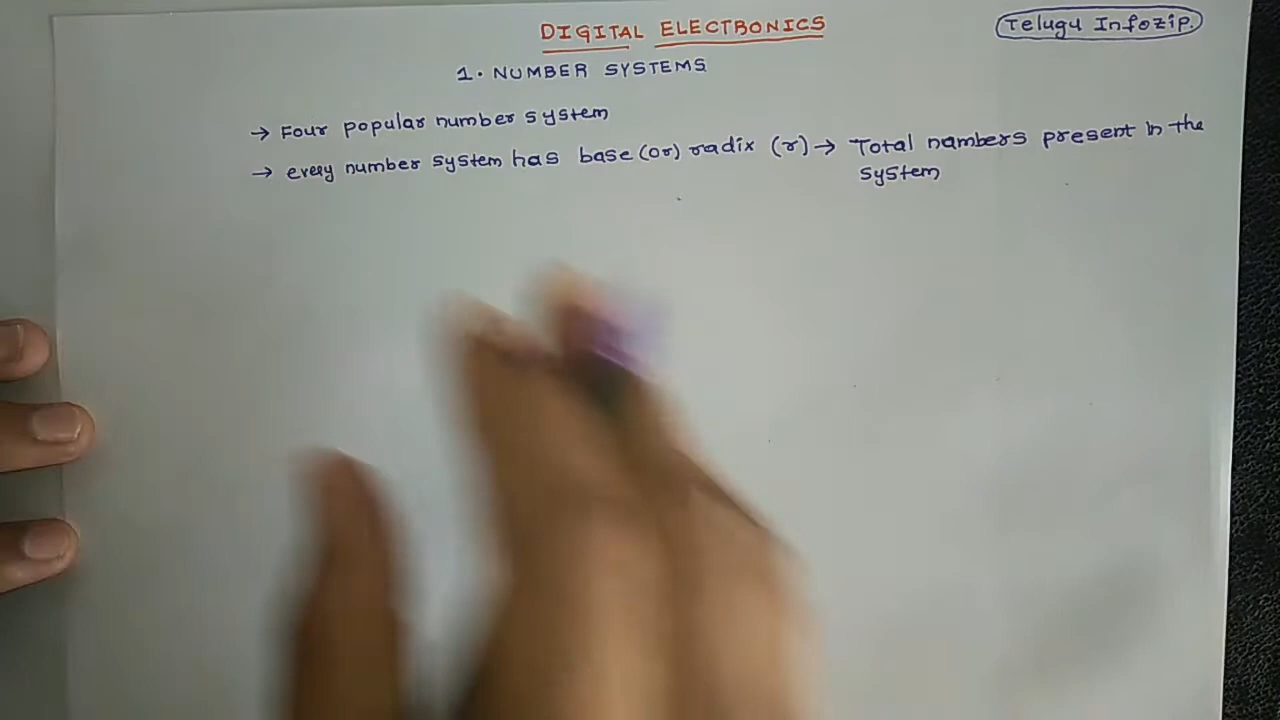 DIGITAL ELECTRONICS
Telugu Infozip.
1. NUMBER SYSTEMS
→ Four popular number system
→ every number system has base (or) radix (r) → Total nambers present in the
system